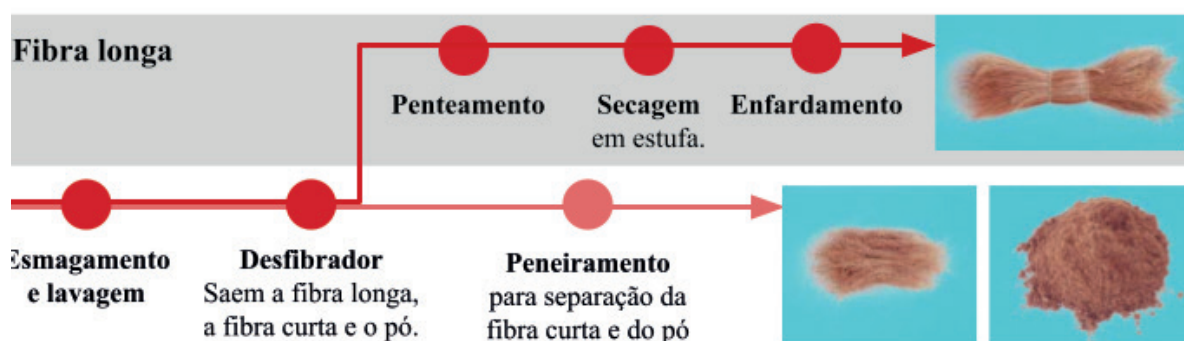 Fibra longa
Penteamento
Secagem
em estufa.
Enfardamento
Esmagamento
e lavagem
Desfibrador
Saem a fibra longa,
a fibra curta e o pó.
Peneiramento
para separação da
fibra curta e do pó